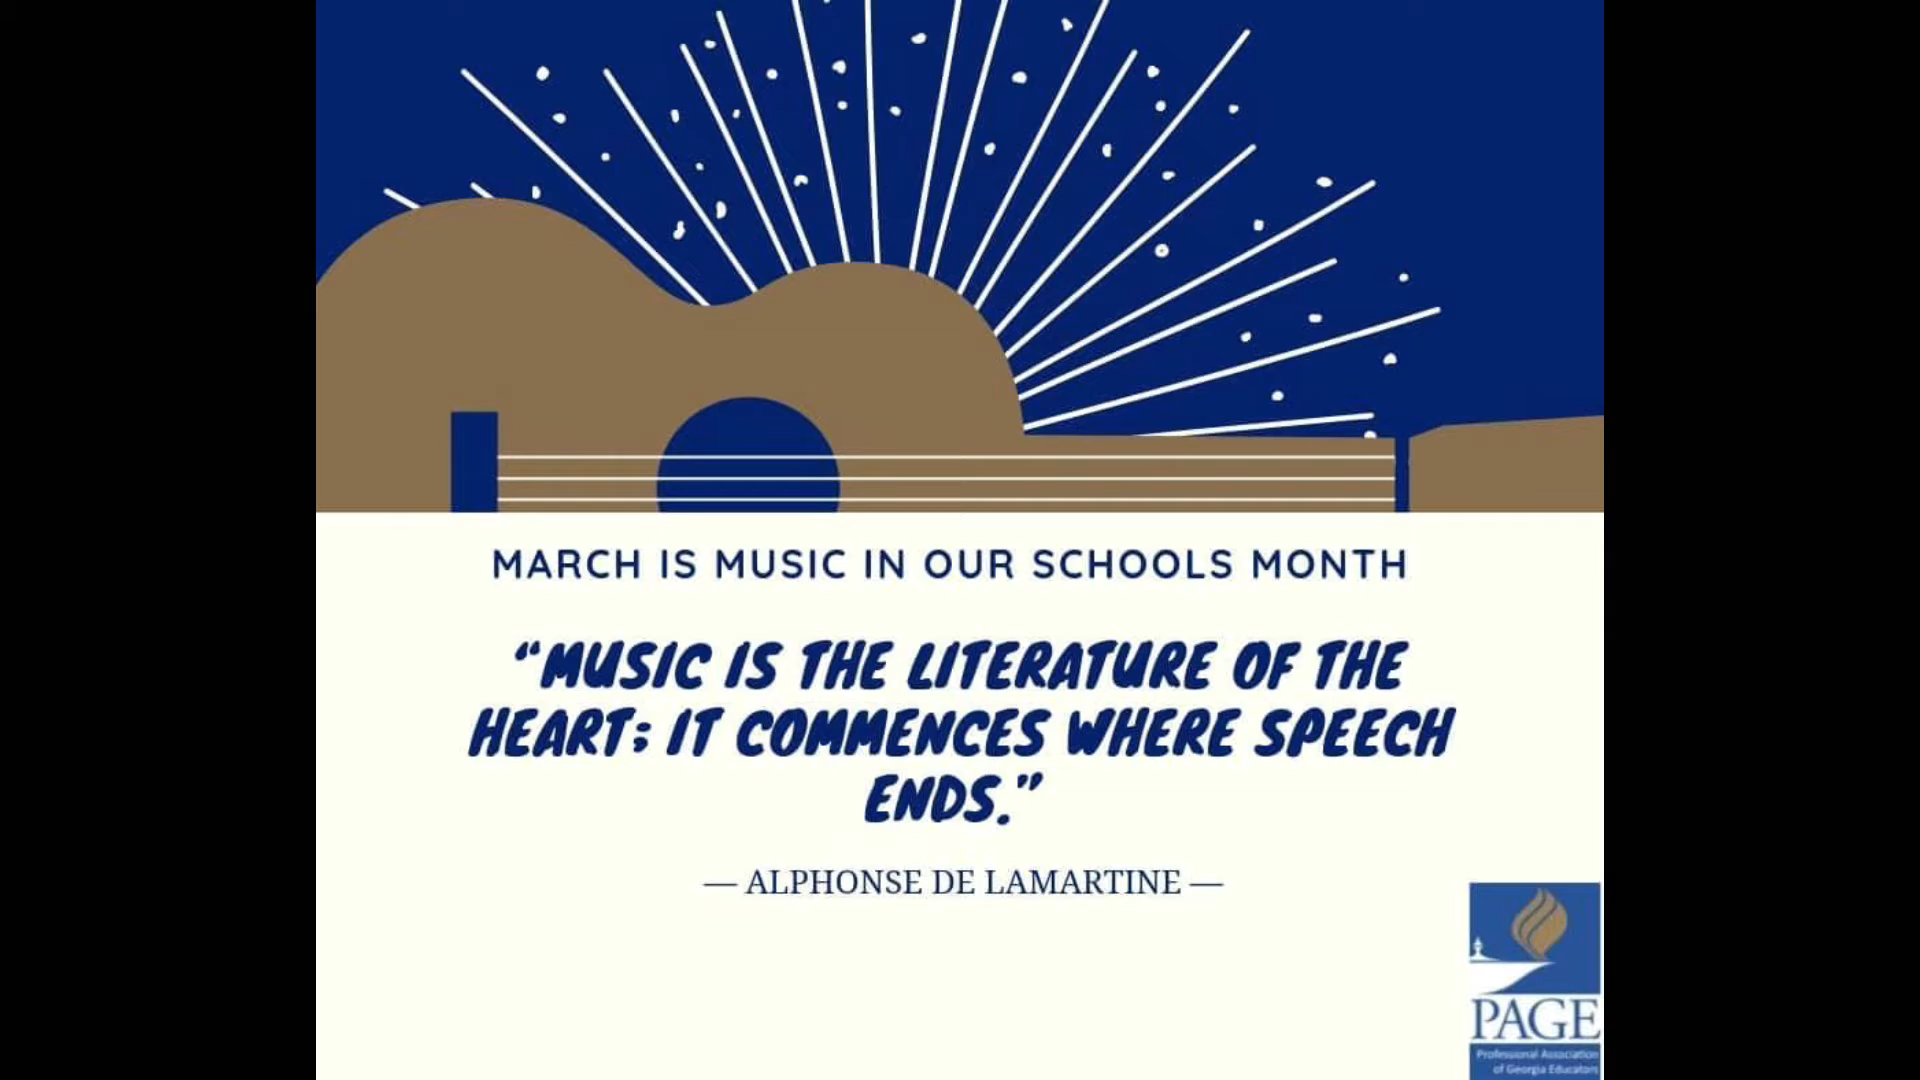 MARCH IS MUSIC IN OUR SCHOOLS MONTH
“MUSIC IS THE LITERATURE OF THE
HEART; IT COMMENCES WHERE SPEECH
ENDS.”
— ALPHONSE DE LAMARTINE —
PAGE
Professional Association
of Georgia Educators